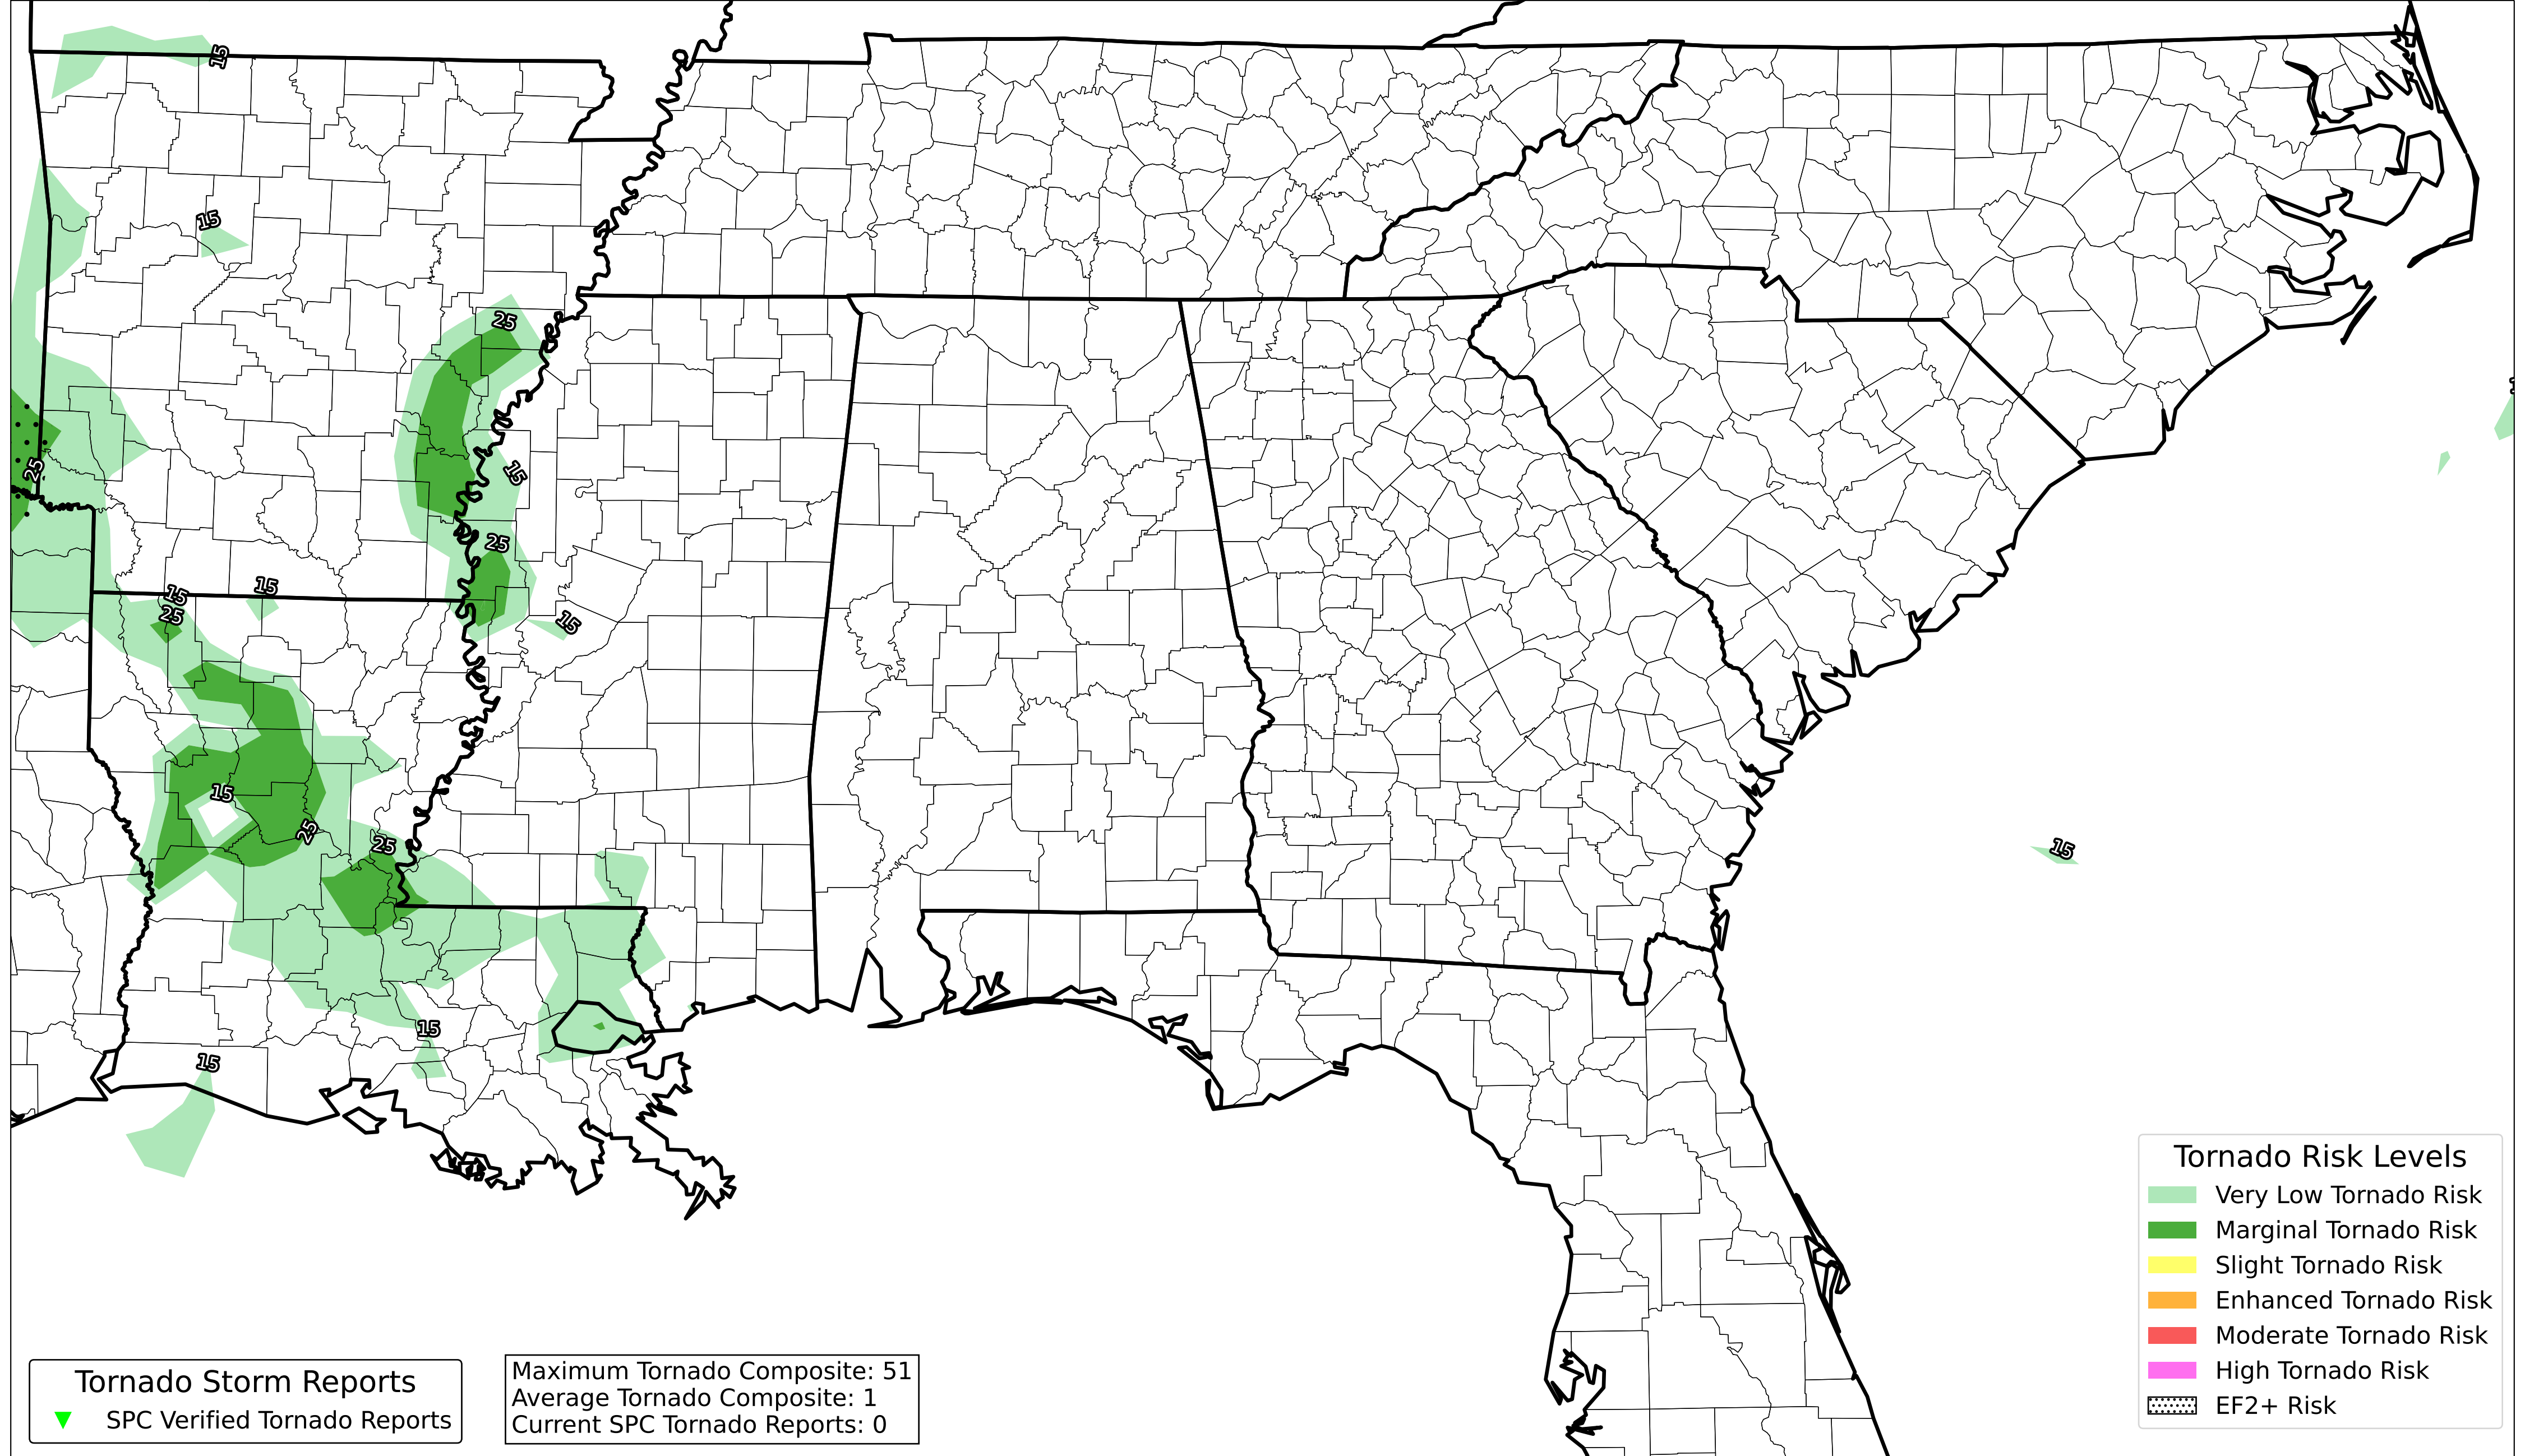 15
15
25
15
25
25
15
15
15
25
15
25
15
25
15
15
15
Tornado Risk Levels
Very Low Tornado Risk
Marginal Tornado Risk
Slight Tornado Risk
Enhanced Tornado Risk
Moderate Tornado Risk
High Tornado Risk
EF2+ Risk
Tornado Storm Reports
SPC Verified Tornado Reports
Maximum Tornado Composite: 51
Average Tornado Composite: 1
Current SPC Tornado Reports: 0